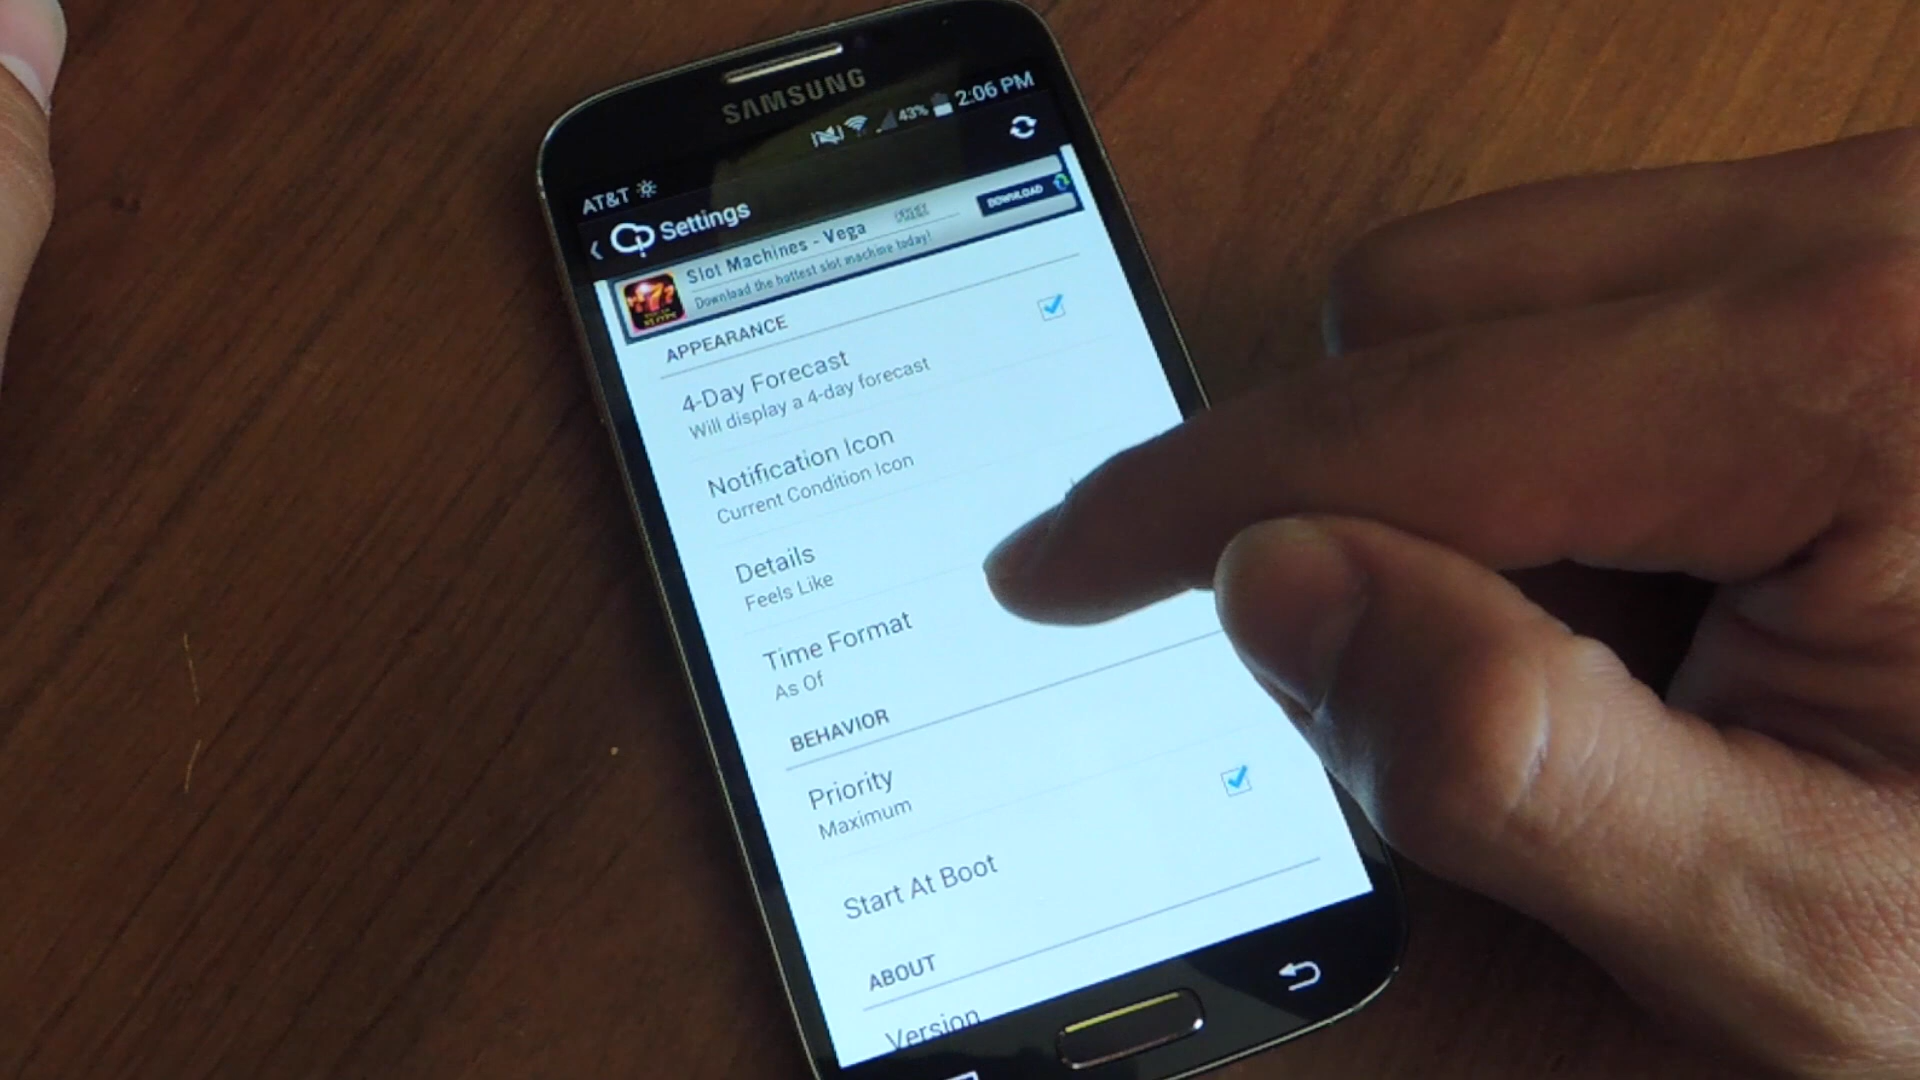 SAMSUNG
43% 2:06 PM
AT&T
Settings
Slot Machines - Vega
FREE
DOWNLOAD
Download the hottest slot machine today!
APPEARANCE
4-Day Forecast
Will display a 4-day forecast
Notification Icon
Current Condition Icon
Details
Feels Like
Time Format
As Of
BEHAVIOR
Priority
Maximum
Start At Boot
ABOUT
Version